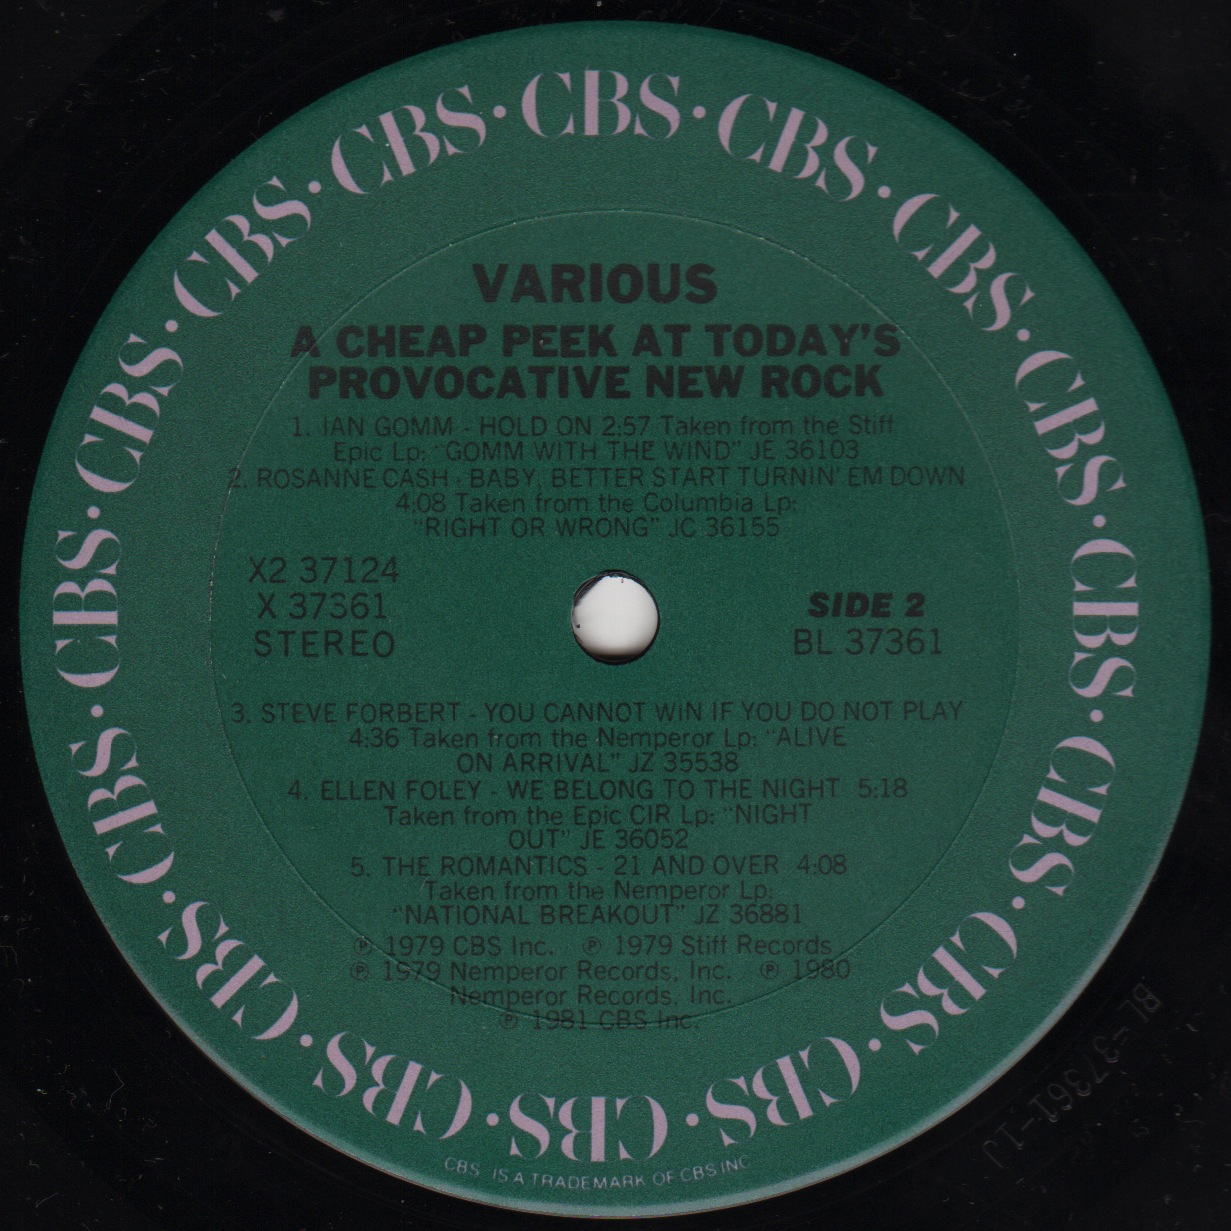 CBS · CBS · CBS · CBS · CBS · CBS · CBS · CBS · CBS · CBS · CBS · CBS · CBS · CBS · CBS ·
VARIOUS
A CHEAP PEEK AT TODAY'S
PROVOCATIVE NEW ROCK
1. IAN GOMM - HOLD ON 2:57 Taken from the Stiff
Epic Lp: "GOMM WITH THE WIND" JE 36103
2. ROSANNE CASH - BABY, BETTER START TURNIN' EM DOWN
4:08 Taken from the Columbia Lp:
"RIGHT OR WRONG" JC 36155
X2 37124
X 37361
STEREO
SIDE 2
BL 37361
3. STEVE FORBERT - YOU CANNOT WIN IF YOU DO NOT PLAY
4:36 Taken from the Nemperor Lp: "ALIVE
ON ARRIVAL" JZ 35538
4. ELLEN FOLEY - WE BELONG TO THE NIGHT 5:18
Taken from the Epic CIR Lp: "NIGHT
OUT" JE 36052
5. THE ROMANTICS - 21 AND OVER 4:08
Taken from the Nemperor Lp:
"NATIONAL BREAKOUT" JZ 36881
℗ 1979 CBS Inc. ℗ 1979 Stiff Records
℗ 1979 Nemperor Records, Inc. ℗ 1980
Nemperor Records, Inc.
℗ 1981 CBS Inc.
CBS IS A TRADEMARK OF CBS INC
BL-37361-1J